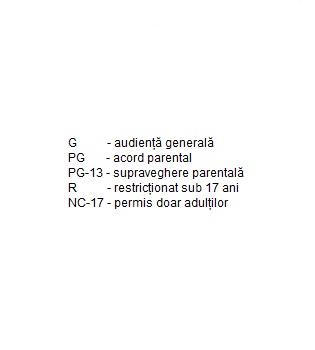 G - audiență generală
PG - acord parental
PG-13 - supraveghere parentală
R - restricționat sub 17 ani
NC-17 - permis doar adulților